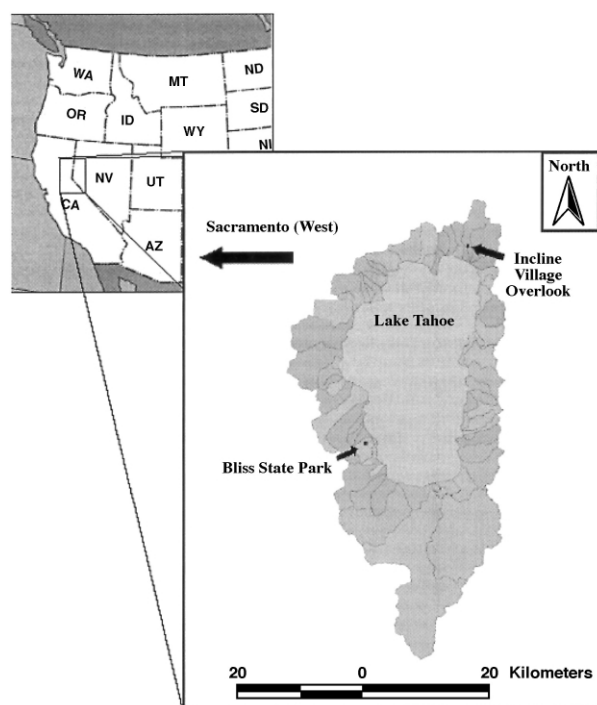 WA
MT
ND
OR
ID
SD
WY
NV
UT
CA
AZ
North
Sacramento (West)
Incline
Village
Overlook
Lake Tahoe
Bliss State Park
20 0 20 Kilometers